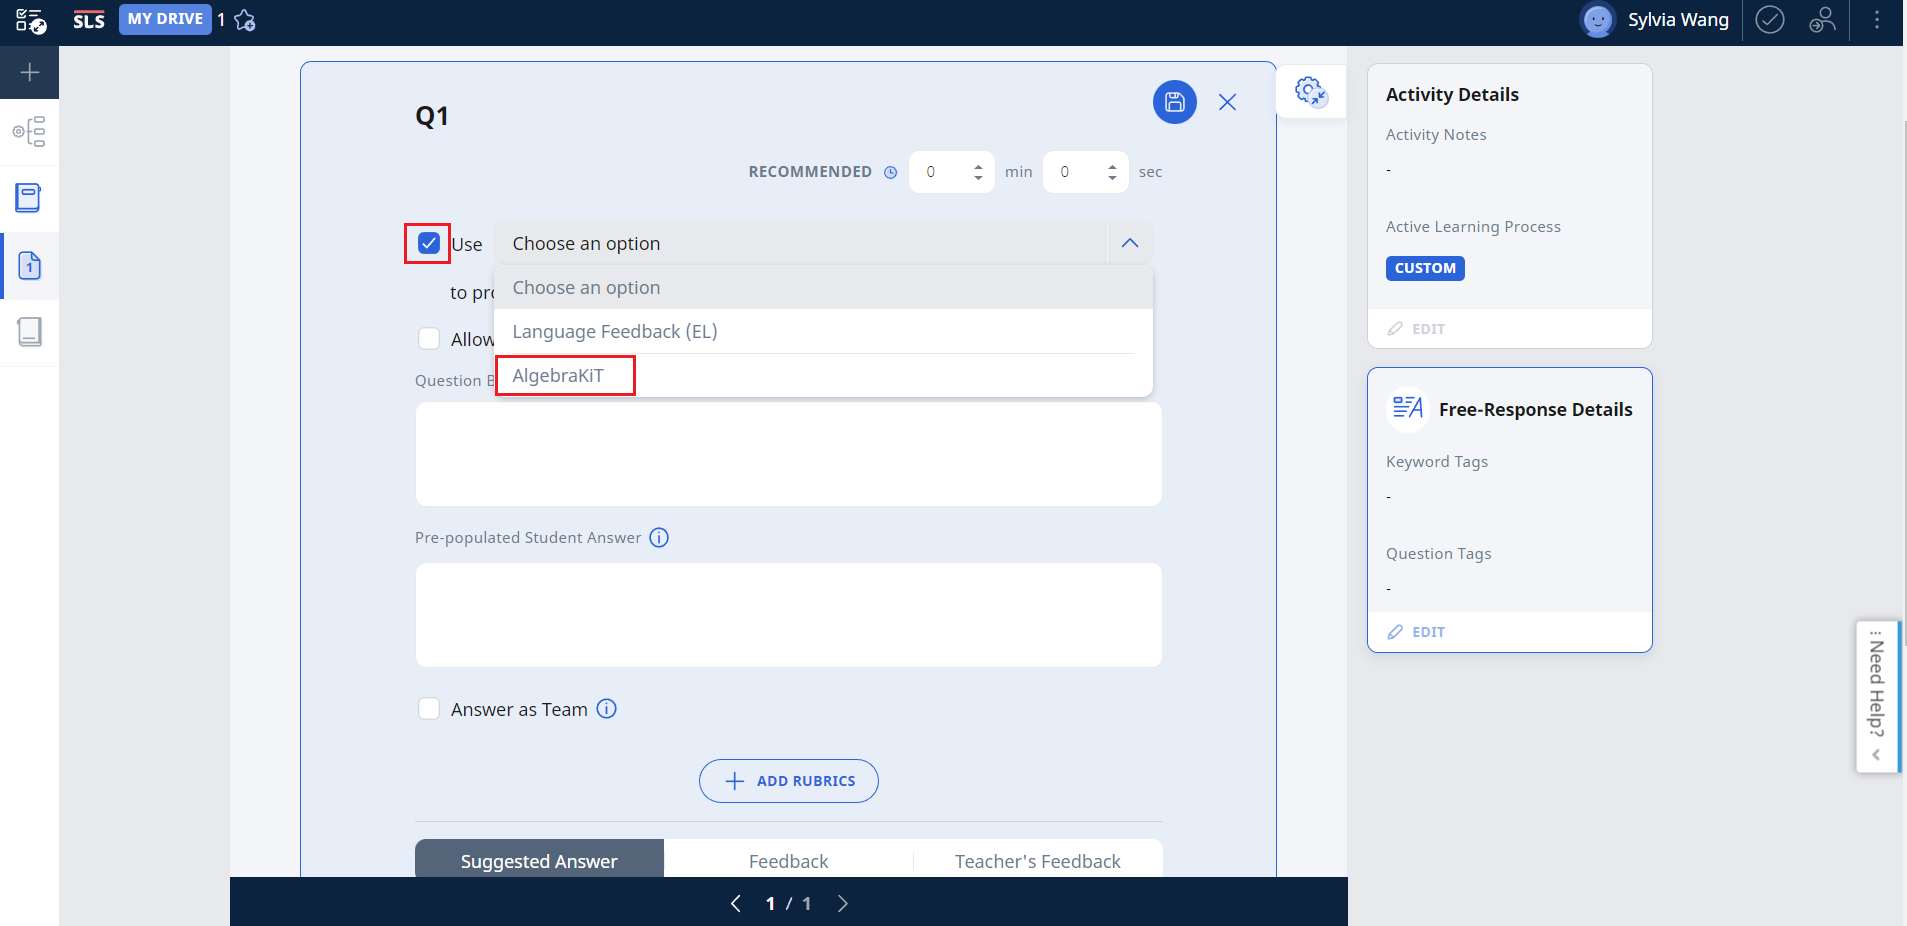 SLS MY DRIVE 1 Sylvia Wang
Q1
RECOMMENDED 0 min 0 sec
Use Choose an option
Choose an option
to pro
Language Feedback (EL)
Allow
AlgebraKiT
Question B
Pre-populated Student Answer
Answer as Team
ADD RUBRICS
Suggested Answer Feedback Teacher's Feedback
1 / 1
1
Activity Details
Activity Notes
-
Active Learning Process
CUSTOM
EDIT
Free-Response Details
Keyword Tags
-
Question Tags
-
EDIT
Need Help?